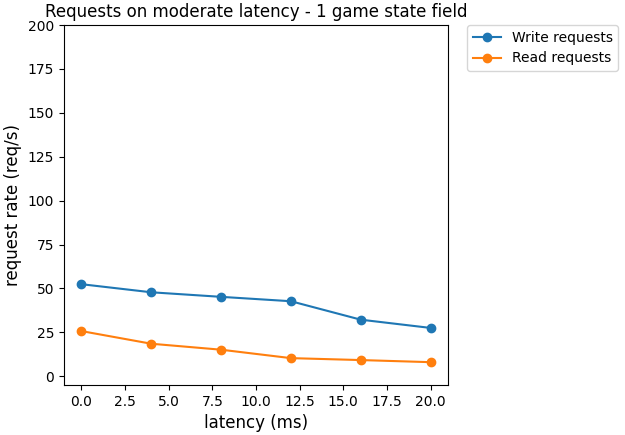 Requests on moderate latency - 1 game state field
Write requests
Read requests
request rate (req/s)
200
175
150
125
100
75
50
25
0
0.0 2.5 5.0 7.5 10.0 12.5 15.0 17.5 20.0
latency (ms)